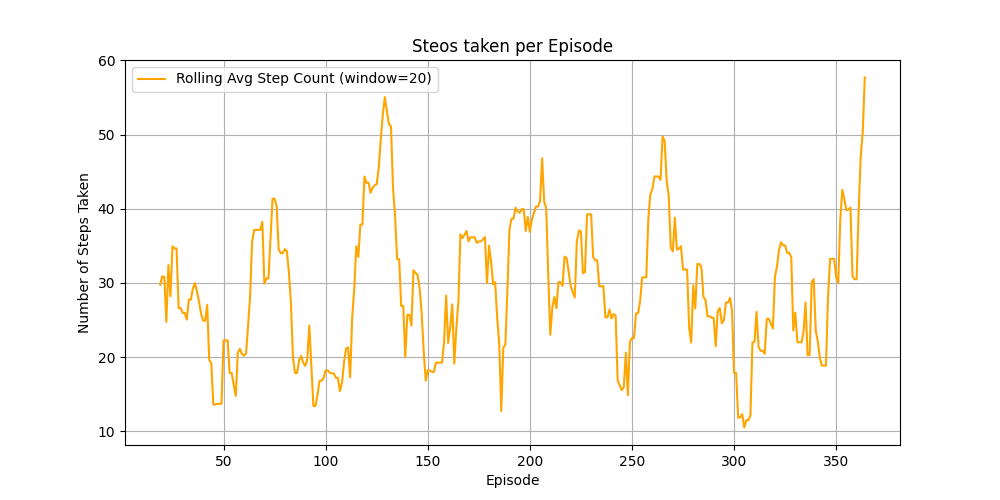 Steos taken per Episode
Rolling Avg Step Count (window=20)
Number of Steps Taken
60
50
40
30
20
10
50 100 150 200 250 300 350
Episode